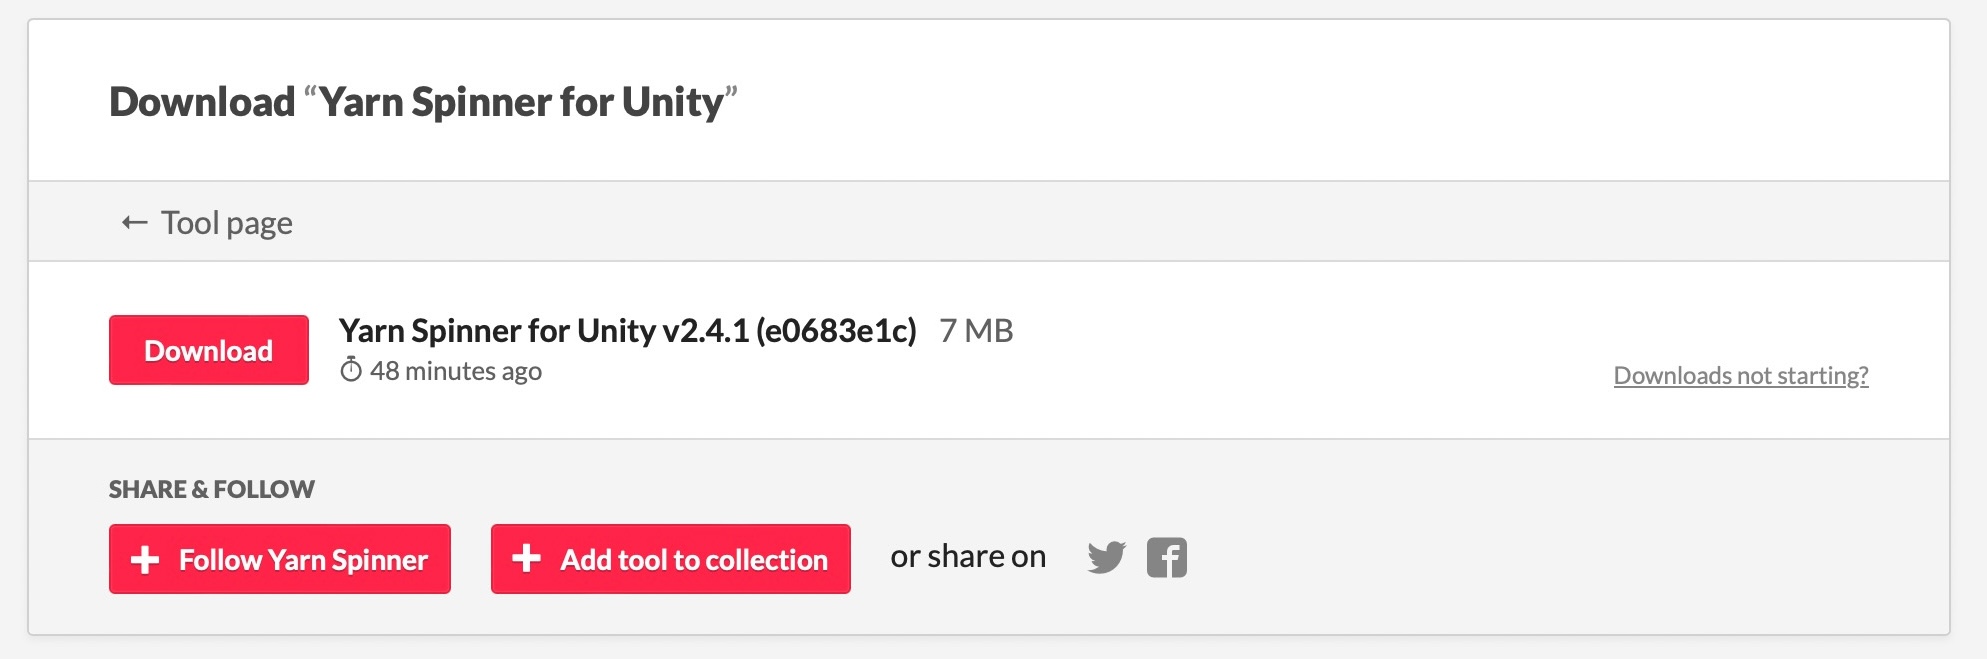 Download “Yarn Spinner for Unity”
← Tool page
Download
Yarn Spinner for Unity v2.4.1 (e0683e1c) 7 MB
48 minutes ago
Downloads not starting?
SHARE & FOLLOW
Follow Yarn Spinner
Add tool to collection
or share on